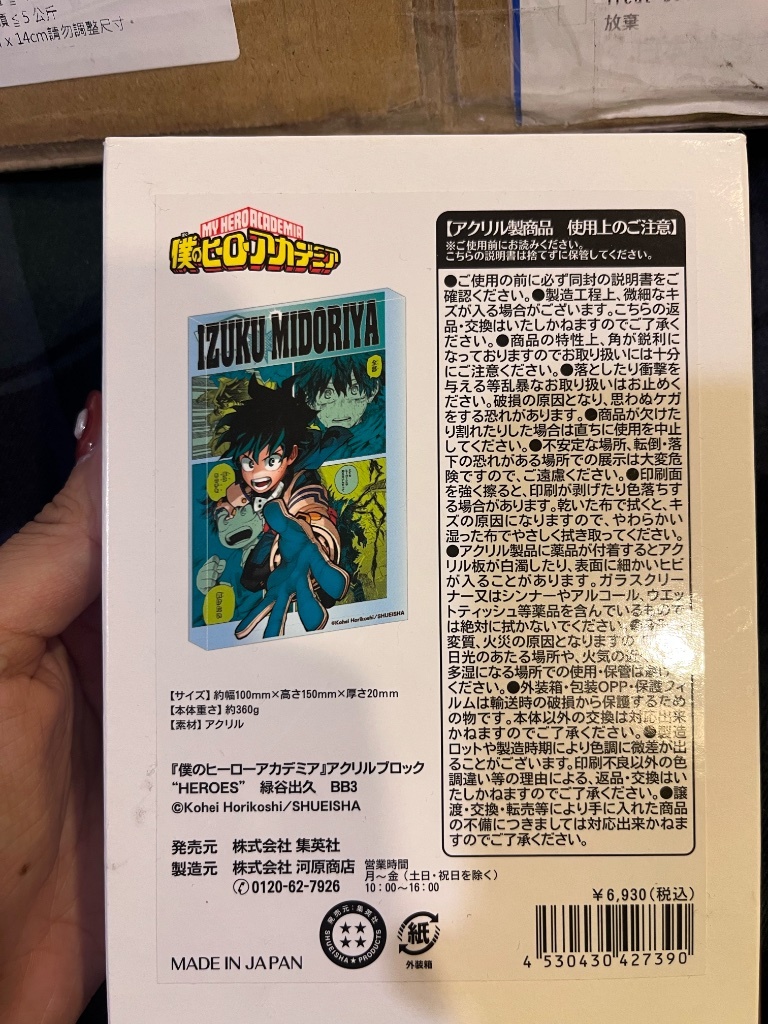 ≦5 公斤
x 14cm請勿調整尺寸。
放棄
MY HERO ACADEMIA
僕のヒーローアカデミア
IZUKU MIDORIYA
©Kohei Horikoshi/SHUEISHA
【サイズ】約幅100mm×高さ150mm×厚さ20mm
【本体重さ】約360g
【素材】アクリル
『僕のヒーローアカデミア』アクリルブロック
“HEROES” 緑谷出久 BB3
©Kohei Horikoshi/SHUEISHA
発売元 株式会社 集英社
製造元 株式会社 河原商店 営業時間
月〜金（土日・祝日を除く）
0120-62-7926 10：00〜16：00
MADE IN JAPAN
発売元：集英社
SHUEISHA PRODUCTS
紙
外装箱
【アクリル製商品 使用上のご注意】
※ご使用前にお読みください。
こちらの説明書は捨てずに保管してください。
●ご使用の前に必ず同封の説明書をご
確認ください。●製造工程上、微細なキ
ズが入る場合がございます。こちらの返
品・交換はいたしかねますのでご了承く
ださい。●商品の特性上、角が鋭利に
なっておりますのでお取り扱いには十分
にご注意ください。●落としたり衝撃を
与える等乱暴なお取り扱いはお止めく
ださい。破損の原因となり、思わぬケガ
をする恐れがあります。●商品が欠けた
り割れたりした場合は直ちに使用を中止
してください。●不安定な場所、転倒・落
下の恐れがある場所での展示は大変危
険ですので、ご遠慮ください。●印刷面
を強く擦ると、印刷が剥げたり色落ちす
る場合があります。乾いた布で拭くと、キ
ズの原因になりますので、やわらかい
湿った布でやさしく拭き取ってください。
●アクリル製品に薬品が付着するとアク
リル板が白濁したり、表面に細かいヒビ
が入ることがあります。ガラスクリー
ナー又はシンナーやアルコール、ウエッ
トティッシュ等薬品を含んでいるもので
は絶対に拭かないでください。
変質、火災の原因となりますの
日光のあたる場所や、火気の近
多湿になる場所での使用・保管は
ください。●外装箱・包装OPP・保護フィ
ルムは輸送時の破損から保護するため
の物です。本体以外の交換は対応出来
かねますのでご了承ください。●製造
ロットや製造時期により色調に微差が出
ることがございます。印刷不良以外の色
調違い等の理由による、返品・交換はい
たしかねますのでご了承ください。●譲
渡・交換・転売等により手に入れた商品
の不備につきましては対応出来かねま
すのでご了承ください。
￥6,930(税込)
4 530430 427390